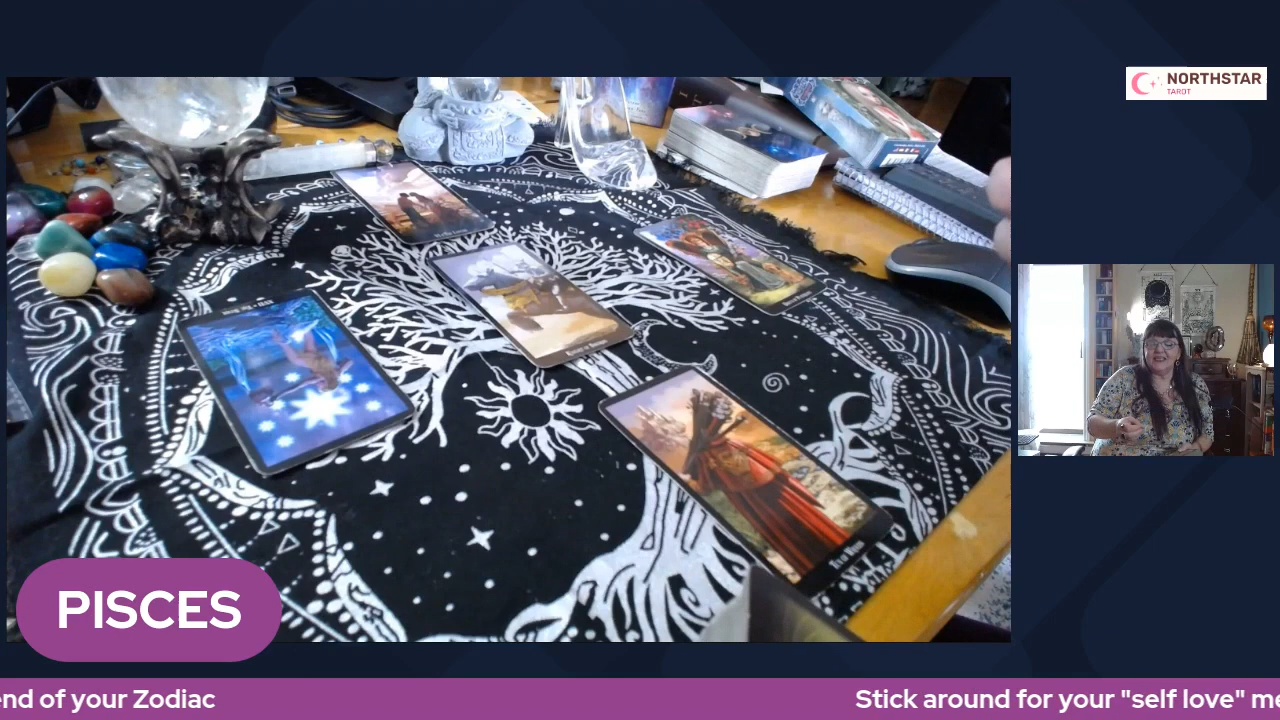 NORTHSTAR
TAROT
PISCES
end of your Zodiac
Stick around for your "self love" me